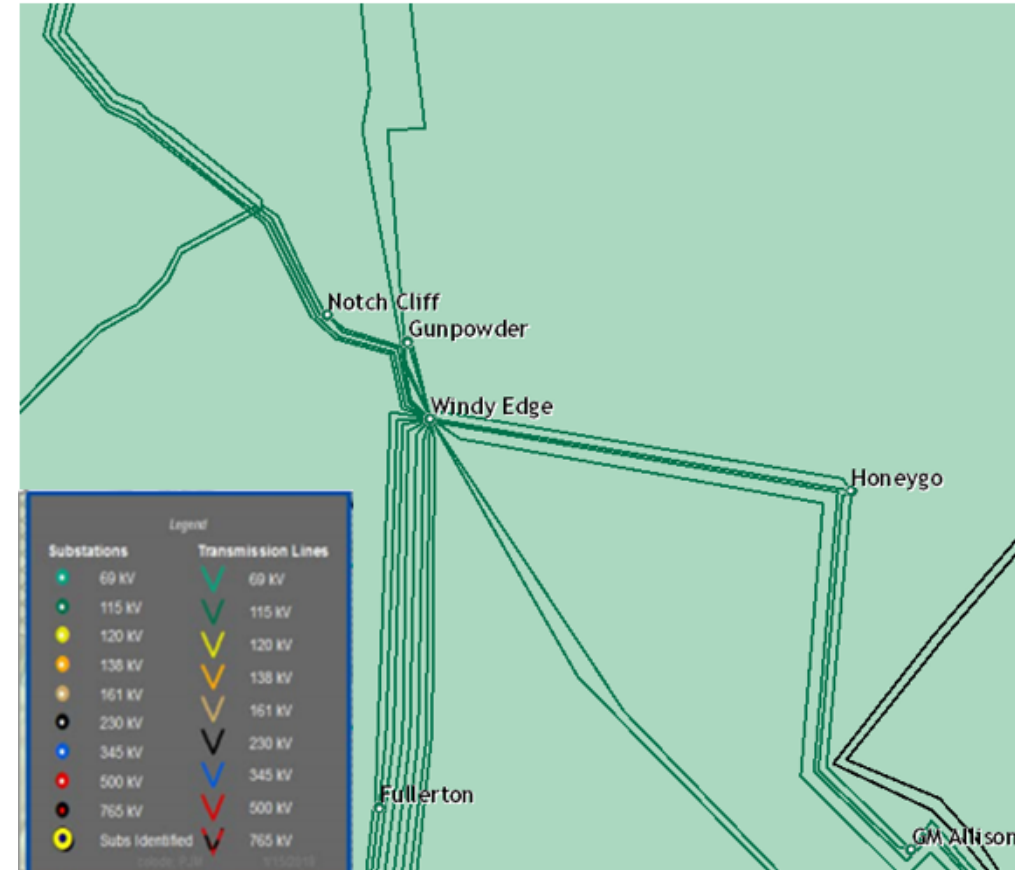 Notch Cliff
Gunpowder
Windy Edge
Honeygo
Fullerton
GM Allison
Legend
Substations
69 kV
115 kV
120 kV
138 kV
161 kV
230 kV
345 kV
500 kV
765 kV
Subs Identified
Transmission Lines
69 kV
115 kV
120 kV
138 kV
161 kV
230 kV
345 kV
500 kV
765 kV